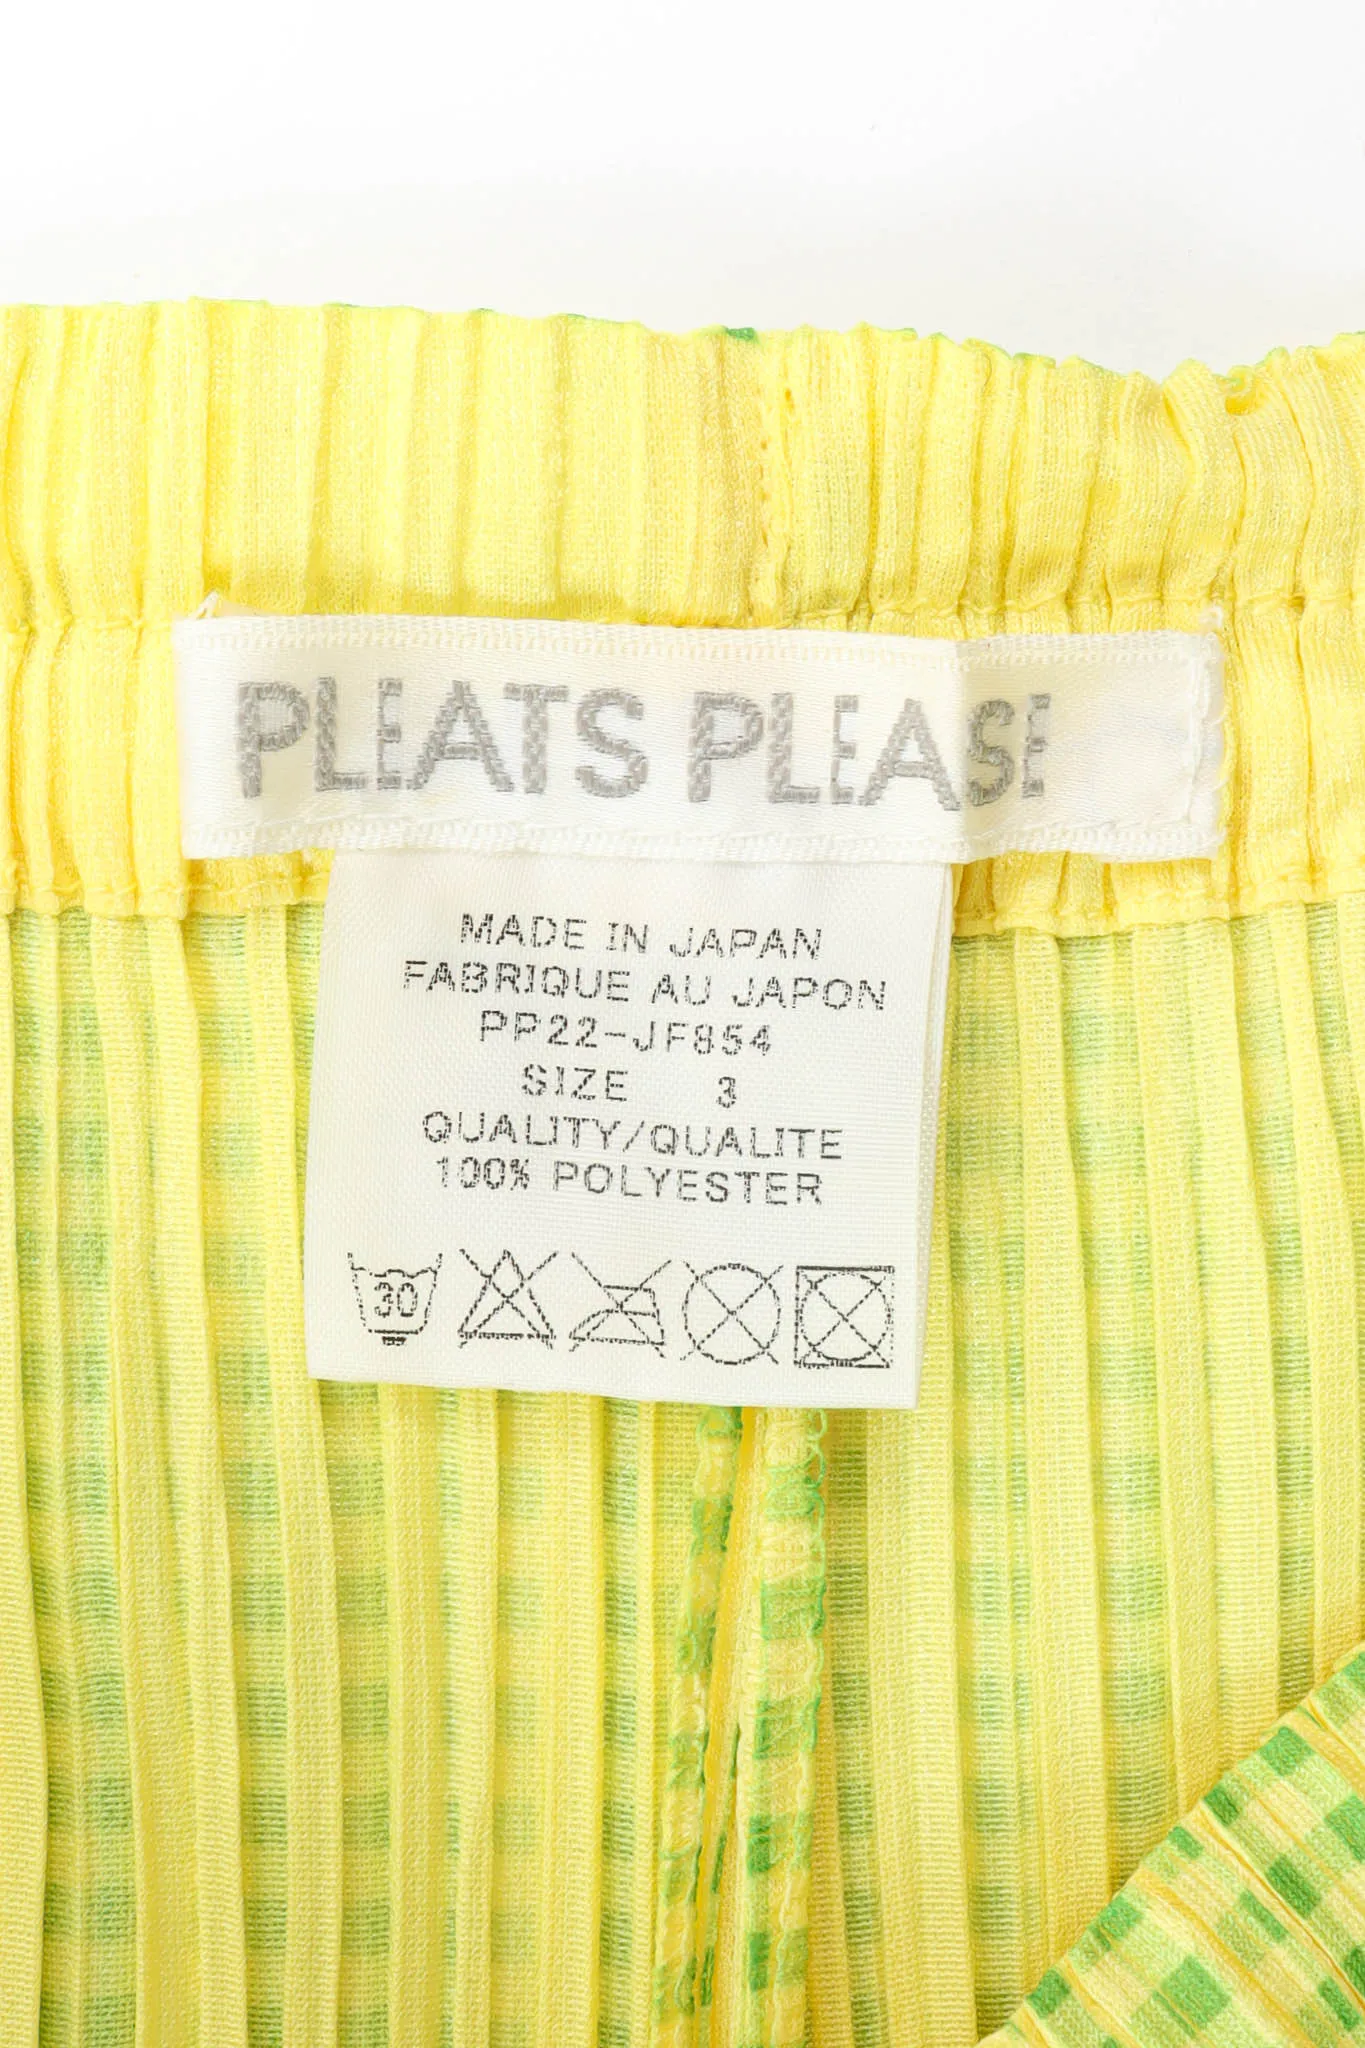 PLEATS PLEASE
MADE IN JAPAN
FABRIQUE AU JAPON
PP22-JF854
SIZE 3
QUALITY/QUALITE
100% POLYESTER
30